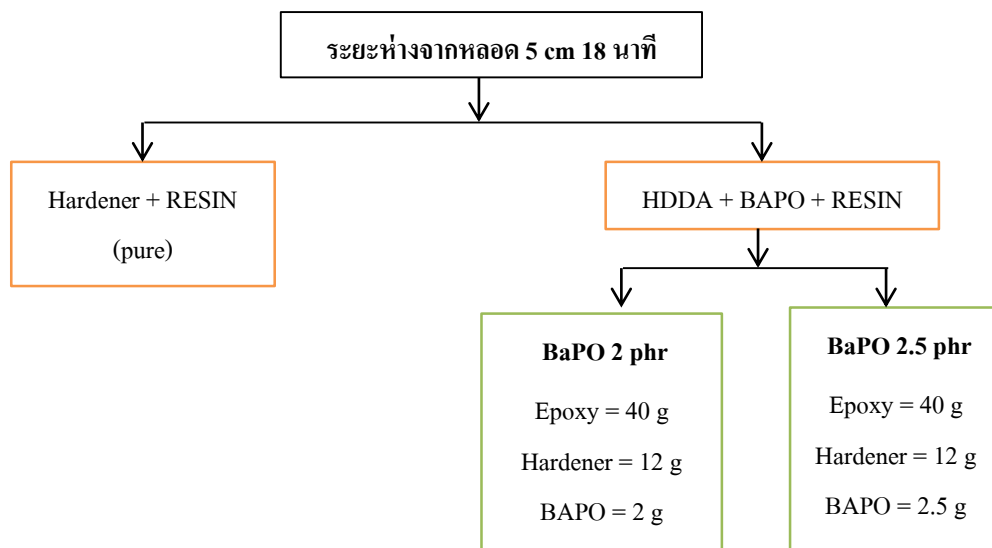 ระยะห่างจากหลอด 5 cm 18 นาที
Hardener + RESIN
(pure)
HDDA + BAPO + RESIN
BaPO 2 phr
Epoxy = 40 g
Hardener = 12 g
BAPO = 2 g
BaPO 2.5 phr
Epoxy = 40 g
Hardener = 12 g
BAPO = 2.5 g